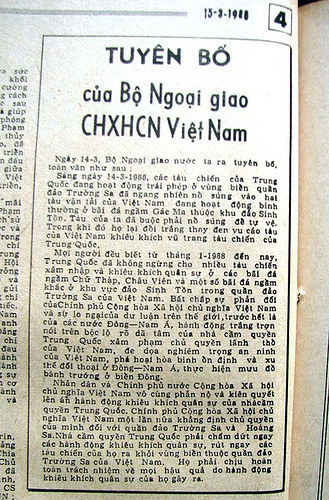 15-3-1988
4
TUYÊN BỐ
của Bộ Ngoại giao
CHXHCN Việt Nam
Ngày 14-3, Bộ Ngoại giao nước ta ra tuyên bố,
toàn văn như sau :
Sáng ngày 14-3-1988, các tàu chiến của Trung
Quốc đang hoạt động trái phép ở vùng biển quần
đảo Trường Sa đã ngang nhiên nổ súng vào hai
tàu vận tải của Việt Nam đang hoạt động bình
thường ở bãi đá ngầm Gác Ma thuộc khu đảo Sinh
Tồn. Tàu của ta đã buộc phải nổ súng để tự vệ.
Trong khi đó họ lại đổi trắng thay đen vu cáo tàu
của Việt Nam khiêu khích vũ trang tàu chiến của
Trung Quốc.
Mọi người đều biết từ tháng 1-1988 đến nay,
Trung Quốc đã không ngừng cho nhiều tàu chiến
xâm nhập và khiêu khích quân sự ở các bãi đá
ngầm Chữ Thập, Châu Viên và một số bãi đá ngầm
khác ở khu vực đảo Sinh Tồn trong quần đảo
Trường Sa của Việt Nam. Bất chấp sự phản đối
của Chính phủ Cộng hòa Xã hội chủ nghĩa Việt Nam
và sự lo ngại của dư luận trên thế giới, trước hết là
của các nước Đông - Nam Á, hành động trắng trợn
nói trên bộc lộ rõ dã tâm của nhà cầm quyền
Trung Quốc xâm phạm chủ quyền lãnh thổ
của Việt Nam, đe dọa nghiêm trọng an ninh
của Việt Nam, phá hoại hòa bình ổn định và xu
thế đối thoại ở Đông - Nam Á, thực hiện mưu đồ
bành trướng ở biển Đông.
Nhân dân và Chính phủ nước Cộng hòa Xã hội
chủ nghĩa Việt Nam vô cùng phẫn nộ và kiên quyết
lên án hành động khiêu khích quân sự của nhà cầm
quyền Trung Quốc. Chính phủ Cộng hòa Xã hội chủ
nghĩa Việt Nam một lần nữa khẳng định chủ quyền
của mình đối với quần đảo Trường Sa và Hoàng
Sa. Nhà cầm quyền Trung Quốc phải chấm dứt ngay
các hành động khiêu khích quân sự, rút ngay các
tàu chiến của họ ra khỏi vùng biển thuộc quần đảo
Trường Sa của Việt Nam. Họ phải chịu hoàn
toàn trách nhiệm về mọi hậu quả do hành động
khiêu khích quân sự của họ gây ra.